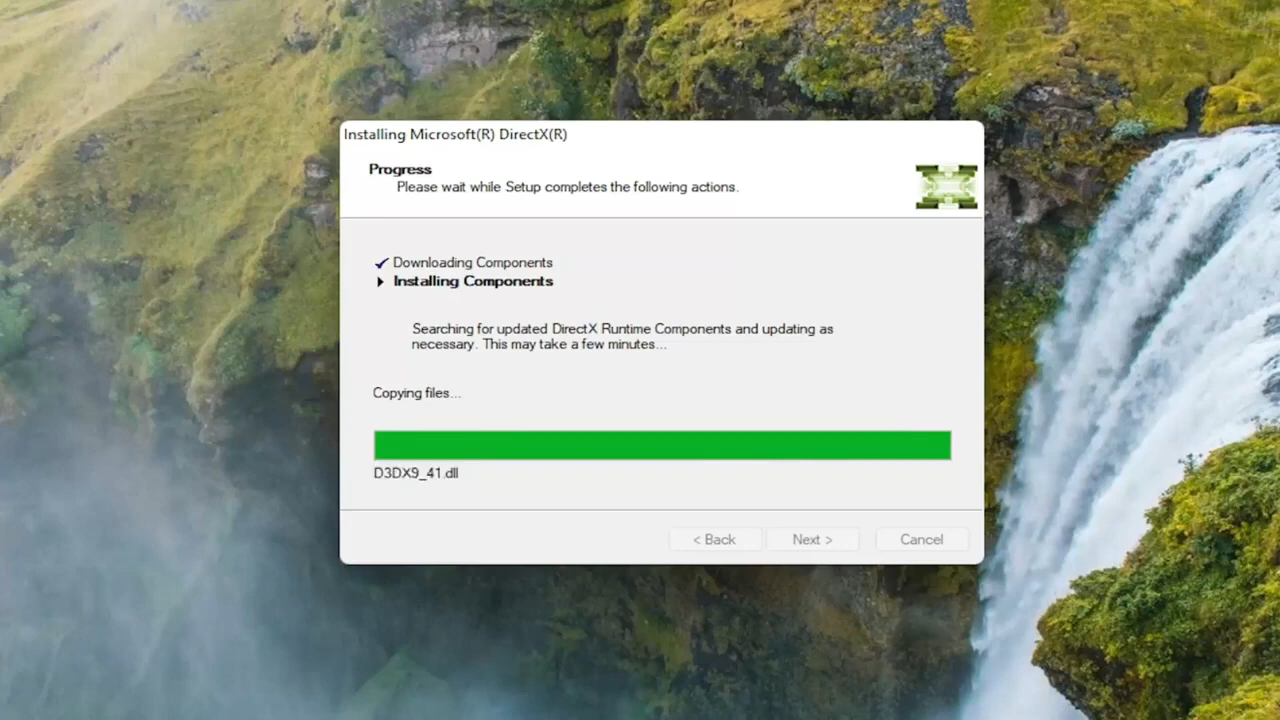 Installing Microsoft(R) DirectX(R)
Progress
Please wait while Setup completes the following actions.
Downloading Components
Installing Components
Searching for updated DirectX Runtime Components and updating as
necessary. This may take a few minutes...
Copying files...
D3DX9_41.dll
< Back
Next >
Cancel